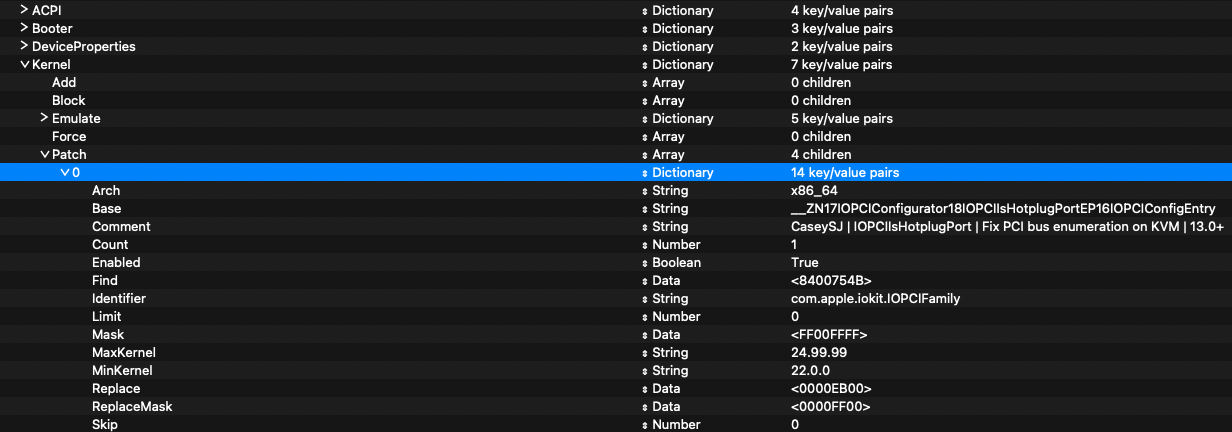 ACPI Dictionary 4 key/value pairs
Booter Dictionary 3 key/value pairs
DeviceProperties Dictionary 2 key/value pairs
Kernel Dictionary 7 key/value pairs
Add Array 0 children
Block Array 0 children
Emulate Dictionary 5 key/value pairs
Force Array 0 children
Patch Array 4 children
0 Dictionary 14 key/value pairs
Arch String x86_64
Base String __ZN17IOPCIConfigurator18IOPCIIsHotplugPortEP16IOPCIConfigEntry
Comment String CaseySJ | IOPCIIsHotplugPort | Fix PCI bus enumeration on KVM | 13.0+
Count Number 1
Enabled Boolean True
Find Data <8400754B>
Identifier String com.apple.iokit.IOPCIFamily
Limit Number 0
Mask Data <FF00FFFF>
MaxKernel String 24.99.99
MinKernel String 22.0.0
Replace Data <0000EB00>
ReplaceMask Data <0000FF00>
Skip Number 0